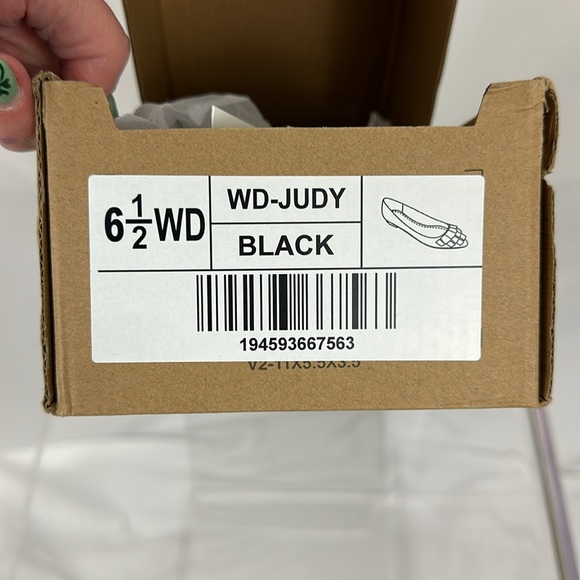 6 1/2 WD
WD-JUDY
BLACK
194593667563
V2-11X5.5X3.5